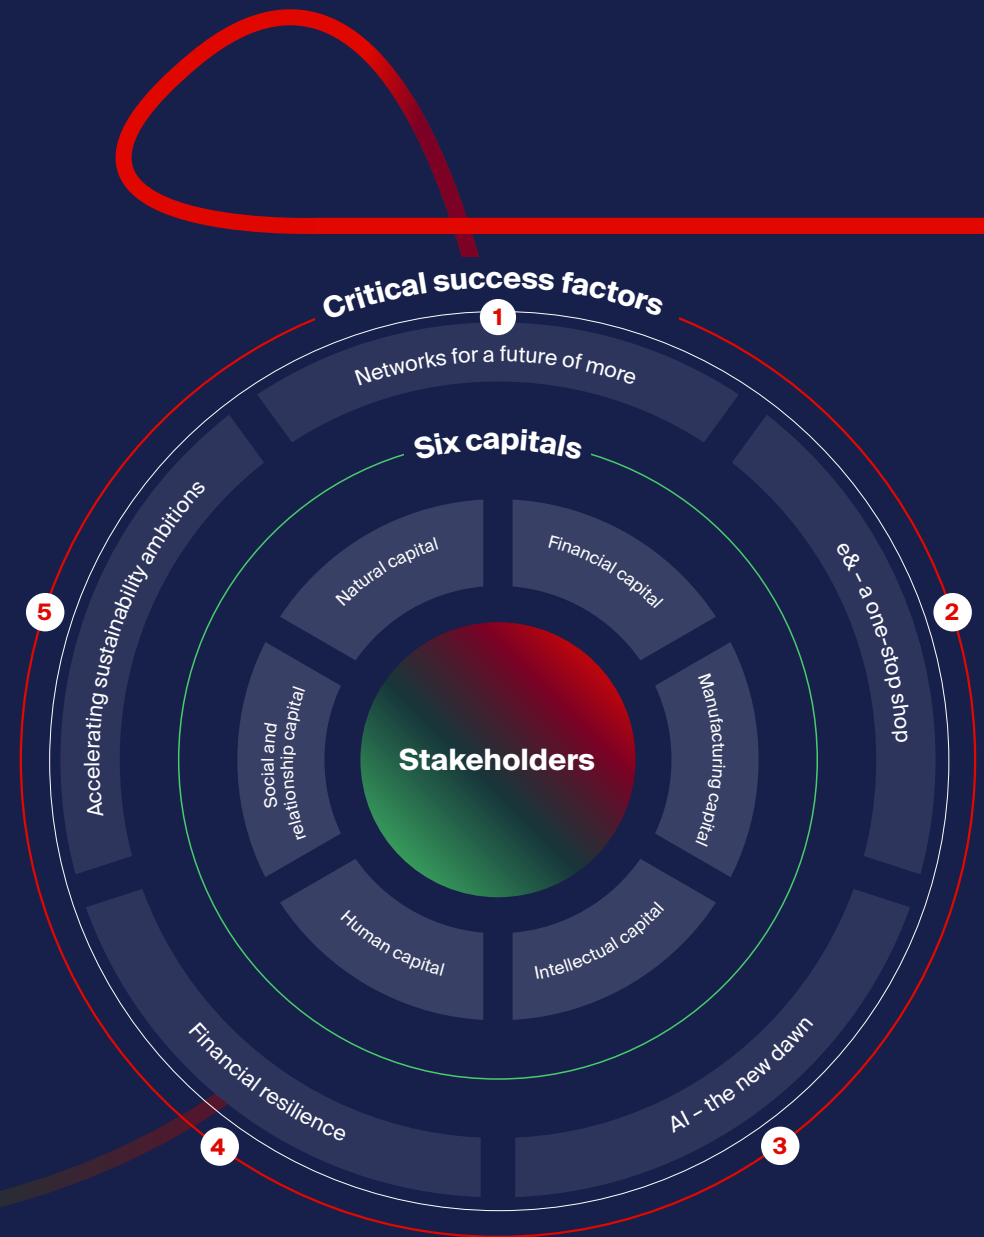 Critical success factors
1
Networks for a future of more
2
e& – a one-stop shop
3
AI – the new dawn
4
Financial resilience
5
Accelerating sustainability ambitions
Six capitals
Financial capital
Manufacturing capital
Intellectual capital
Human capital
Social and
relationship capital
Natural capital
Stakeholders